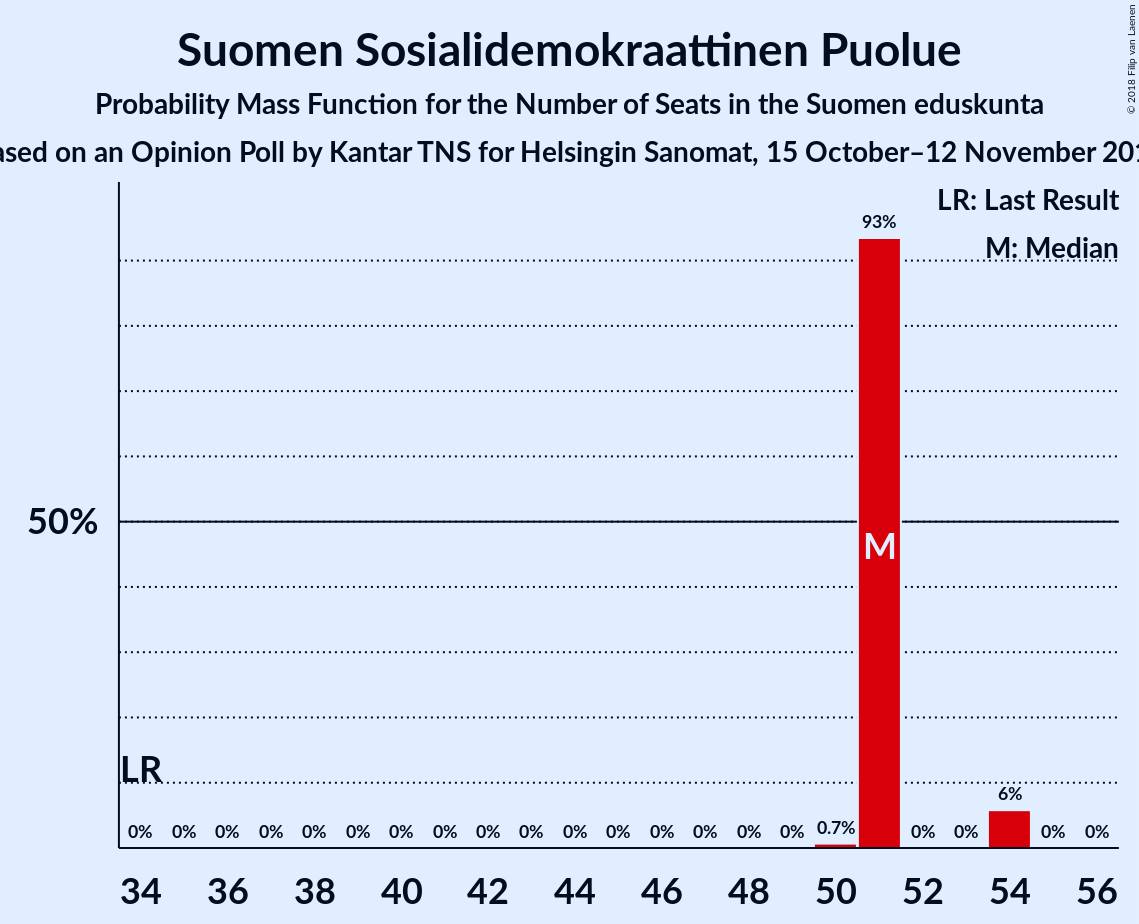 Suomen Sosialidemokraattinen Puolue
Probability Mass Function for the Number of Seats in the Suomen eduskunta
on an Opinion Poll by Kantar TNS for Helsingin Sanomat, 15 October–12 November
© 2018 Filip van Laenen
LR: Last Result
M: Median
93%
50%
M
LR
0% 0% 0% 0% 0% 0% 0% 0% 0% 0% 0% 0% 0% 0% 0% 0% 0.7% 0% 0% 6% 0% 0%
34 36 38 40 42 44 46 48 50 52 54 56